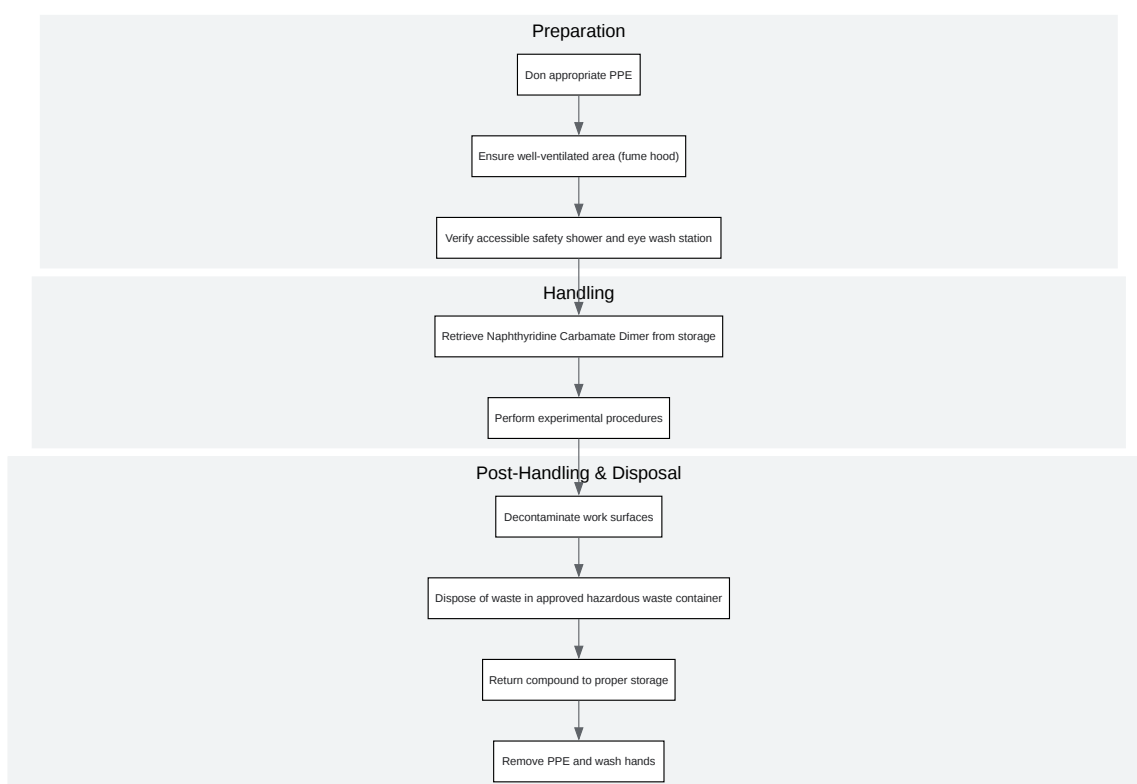 Preparation
Don appropriate PPE
Ensure well-ventilated area (fume hood)
Verify accessible safety shower and eye wash station
Handling
Retrieve Naphthyridine Carbamate Dimer from storage
Perform experimental procedures
Post-Handling & Disposal
Decontaminate work surfaces
Dispose of waste in approved hazardous waste container
Return compound to proper storage
Remove PPE and wash hands